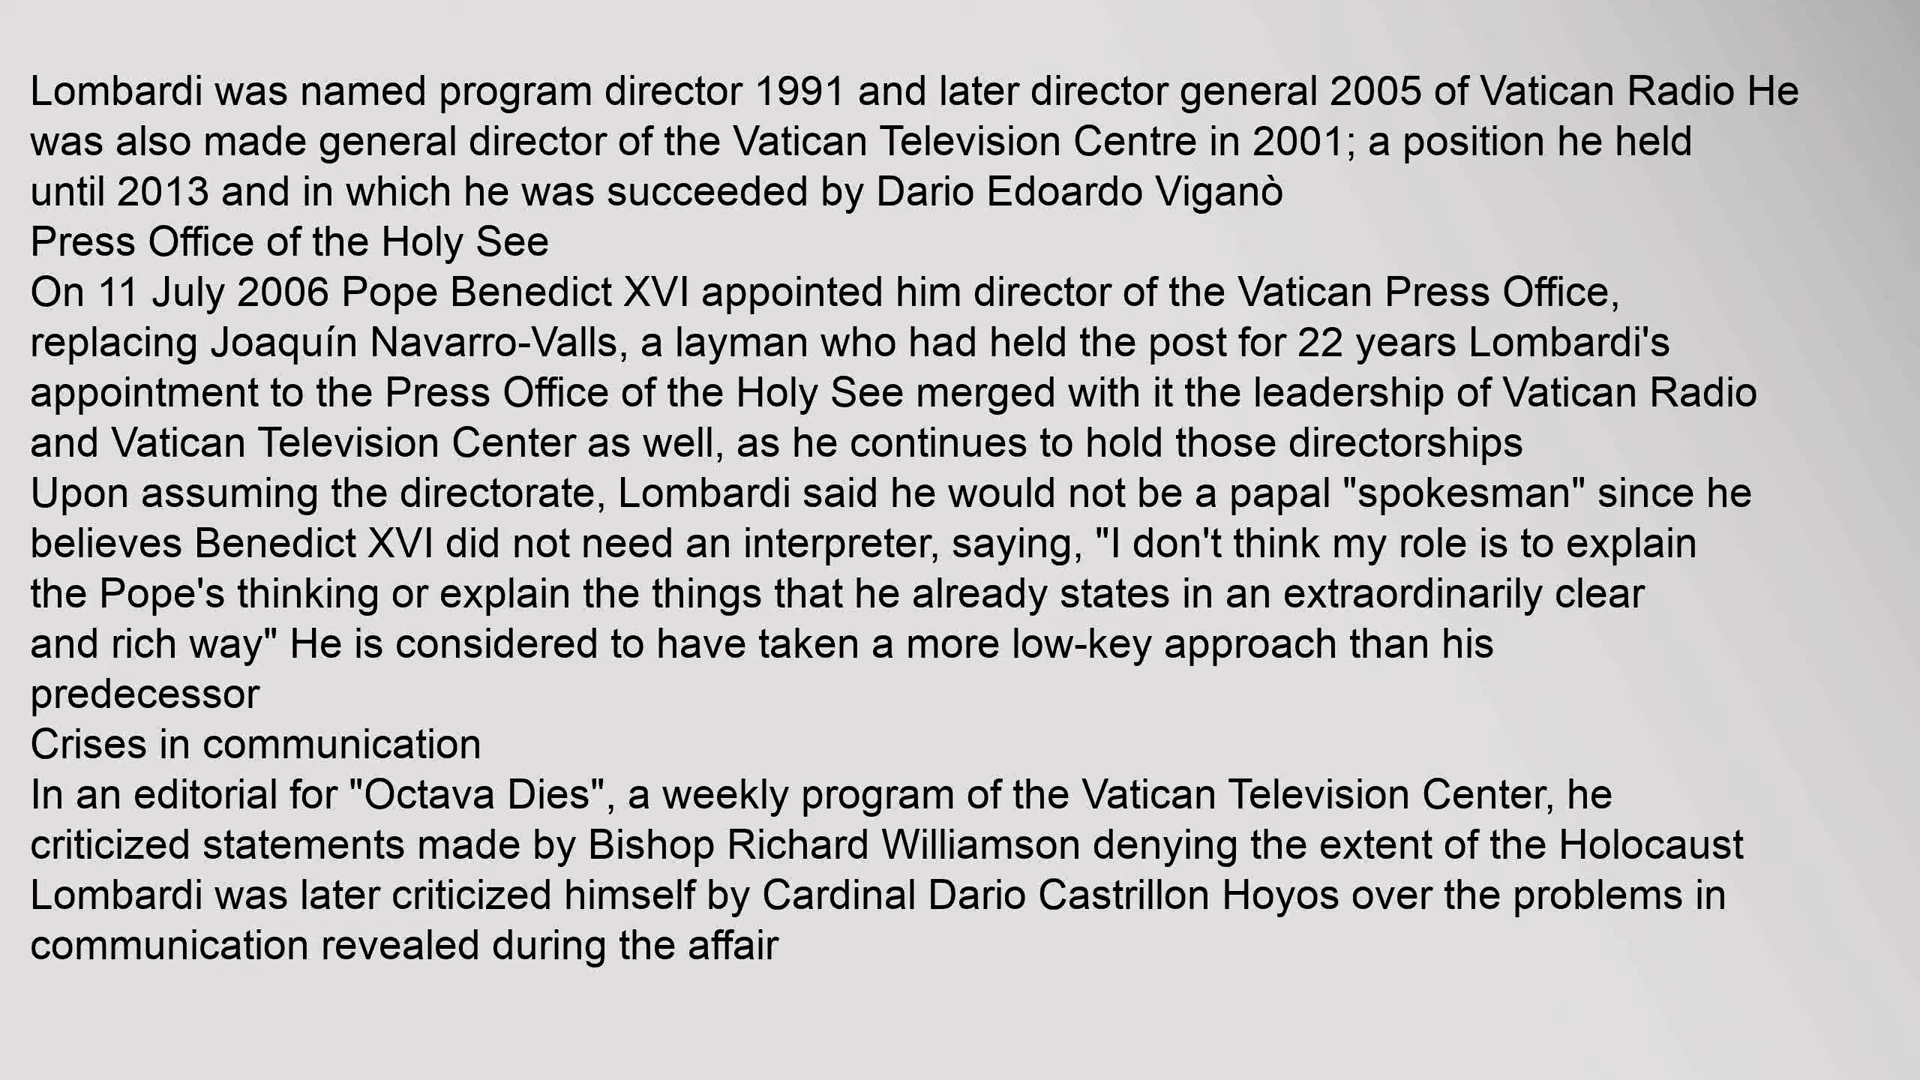 Lombardi was named program director 1991 and later director general 2005 of Vatican Radio He
was also made general director of the Vatican Television Centre in 2001; a position he held
until 2013 and in which he was succeeded by Dario Edoardo Viganò
Press Office of the Holy See
On 11 July 2006 Pope Benedict XVI appointed him director of the Vatican Press Office,
replacing Joaquín Navarro-Valls, a layman who had held the post for 22 years Lombardi's
appointment to the Press Office of the Holy See merged with it the leadership of Vatican Radio
and Vatican Television Center as well, as he continues to hold those directorships
Upon assuming the directorate, Lombardi said he would not be a papal "spokesman" since he
believes Benedict XVI did not need an interpreter, saying, "I don't think my role is to explain
the Pope's thinking or explain the things that he already states in an extraordinarily clear
and rich way" He is considered to have taken a more low-key approach than his
predecessor
Crises in communication
In an editorial for "Octava Dies", a weekly program of the Vatican Television Center, he
criticized statements made by Bishop Richard Williamson denying the extent of the Holocaust
Lombardi was later criticized himself by Cardinal Dario Castrillon Hoyos over the problems in
communication revealed during the affair